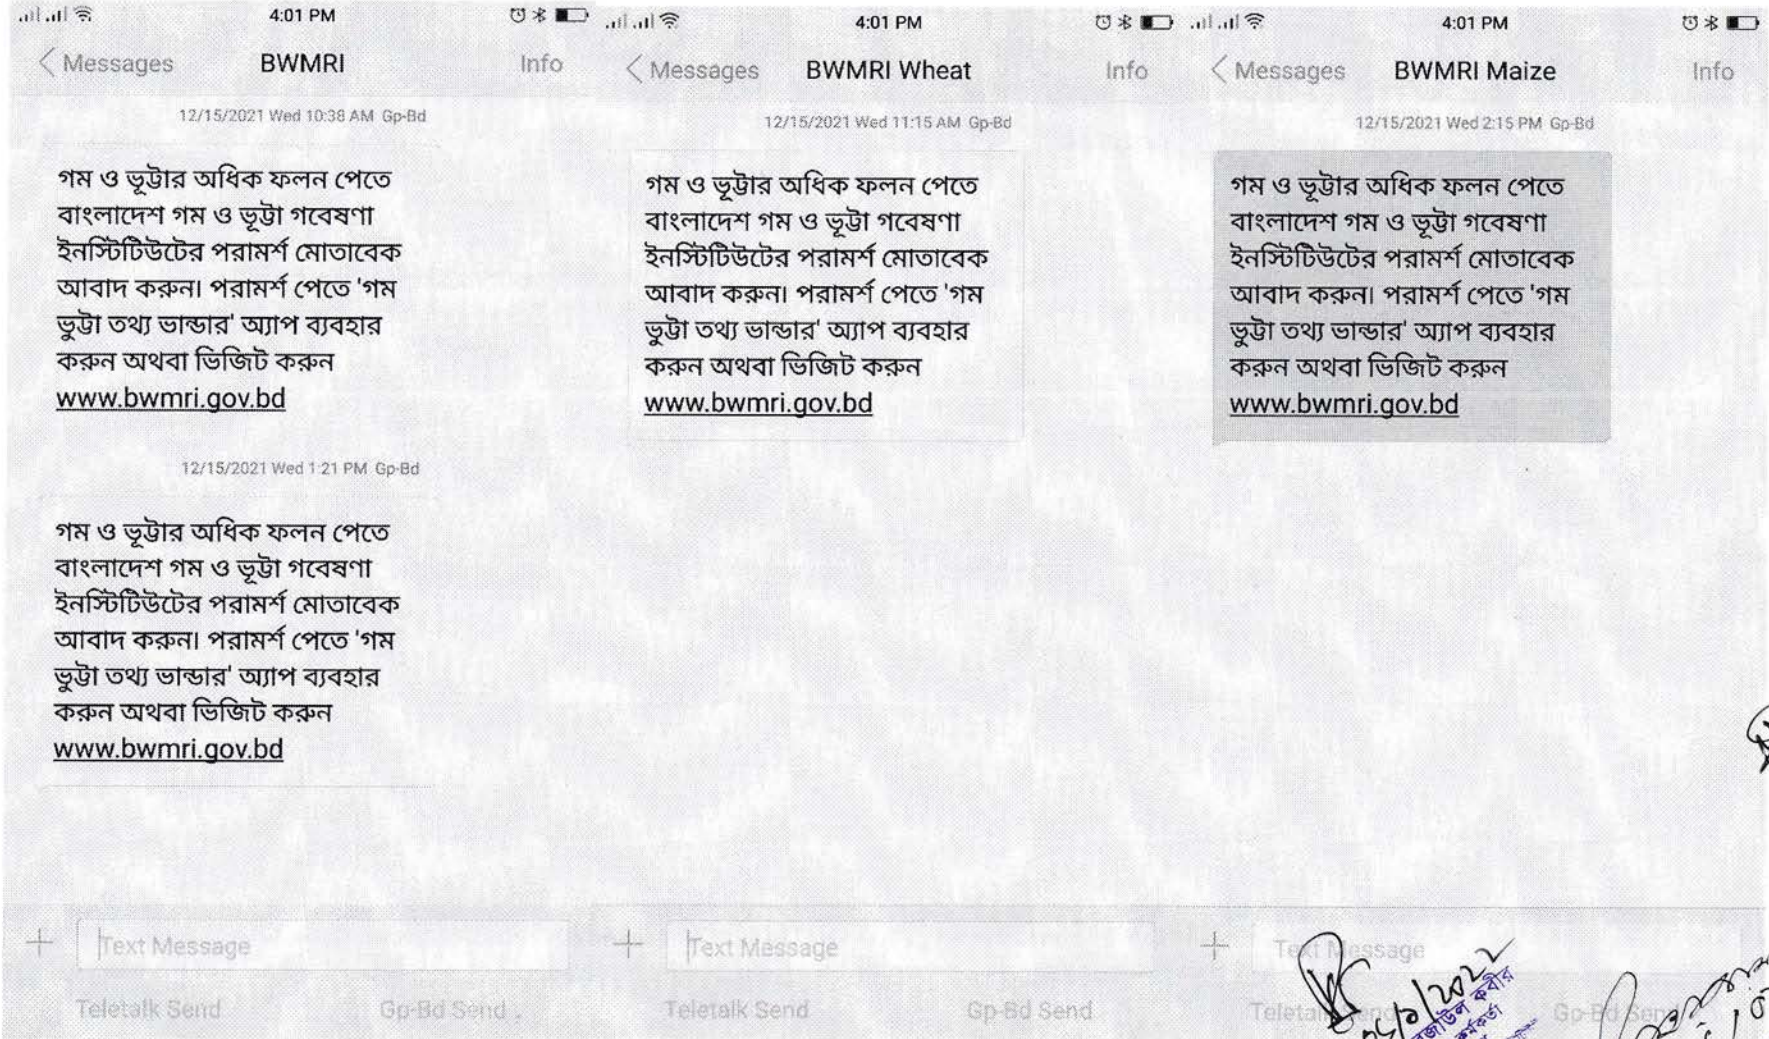 4:01 PM
< Messages BWMRI Info
12/15/2021 Wed 10:38 AM Gp-Bd
গম ও ভূট্টার অধিক ফলন পেতে
বাংলাদেশ গম ও ভূট্টা গবেষণা
ইনস্টিটিউটের পরামর্শ মোতাবেক
আবাদ করুন। পরামর্শ পেতে 'গম
ভুট্টা তথ্য ভান্ডার' অ্যাপ ব্যবহার
করুন অথবা ভিজিট করুন
www.bwmri.gov.bd
12/15/2021 Wed 1:21 PM Gp-Bd
গম ও ভূট্টার অধিক ফলন পেতে
বাংলাদেশ গম ও ভূট্টা গবেষণা
ইনস্টিটিউটের পরামর্শ মোতাবেক
আবাদ করুন। পরামর্শ পেতে 'গম
ভুট্টা তথ্য ভান্ডার' অ্যাপ ব্যবহার
করুন অথবা ভিজিট করুন
www.bwmri.gov.bd
Text Message
Teletalk Send Gp-Bd Send
4:01 PM
< Messages BWMRI Wheat Info
12/15/2021 Wed 11:15 AM Gp-Bd
গম ও ভূট্টার অধিক ফলন পেতে
বাংলাদেশ গম ও ভূট্টা গবেষণা
ইনস্টিটিউটের পরামর্শ মোতাবেক
আবাদ করুন। পরামর্শ পেতে 'গম
ভুট্টা তথ্য ভান্ডার' অ্যাপ ব্যবহার
করুন অথবা ভিজিট করুন
www.bwmri.gov.bd
Text Message
Teletalk Send Gp-Bd Send
4:01 PM
< Messages BWMRI Maize Info
12/15/2021 Wed 2:15 PM Gp-Bd
গম ও ভূট্টার অধিক ফলন পেতে
বাংলাদেশ গম ও ভূট্টা গবেষণা
ইনস্টিটিউটের পরামর্শ মোতাবেক
আবাদ করুন। পরামর্শ পেতে 'গম
ভুট্টা তথ্য ভান্ডার' অ্যাপ ব্যবহার
করুন অথবা ভিজিট করুন
www.bwmri.gov.bd
Text Message
Teletalk Send Gp-Bd Send
কবীর